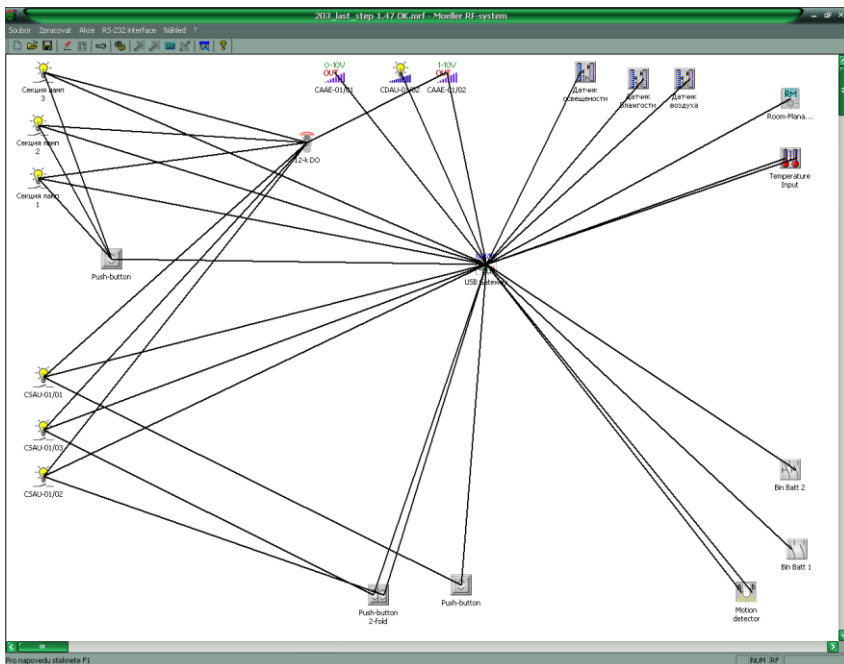 203_last_step 1.47 OK.mrf - Moeller RF-system
Soubor Zpracovat Akce RS-232 interface Náhled ?
0-10V
OUT
1-10V
OUT
Секция ламп
3
CAAE-01/01
CDAU-01/02
CAAE-01/02
Датчик
освещености
Датчик
Влажности
Датчик
воздуха
Room-Mana...
Секция ламп
2
12-k DO
Temperature
Input
Секция ламп
1
Push-button
USB Gateway
CSAU-01/01
CSAU-01/03
CSAU-01/02
Bin Batt 2
Bin Batt 1
Push-button
2-fold
Push-button
Motion
detector
Pro napovedu stisknete F1
NUM RF